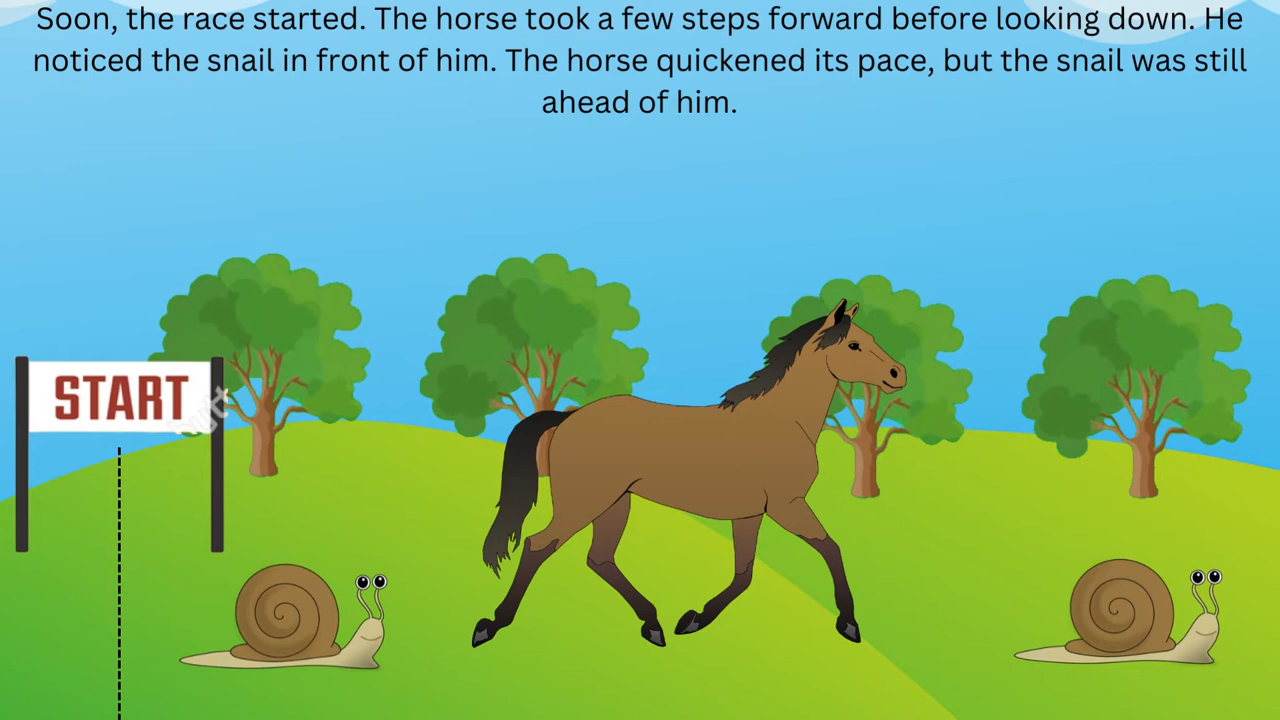 Soon, the race started. The horse took a few steps forward before looking down. He
noticed the snail in front of him. The horse quickened its pace, but the snail was still
ahead of him.
START